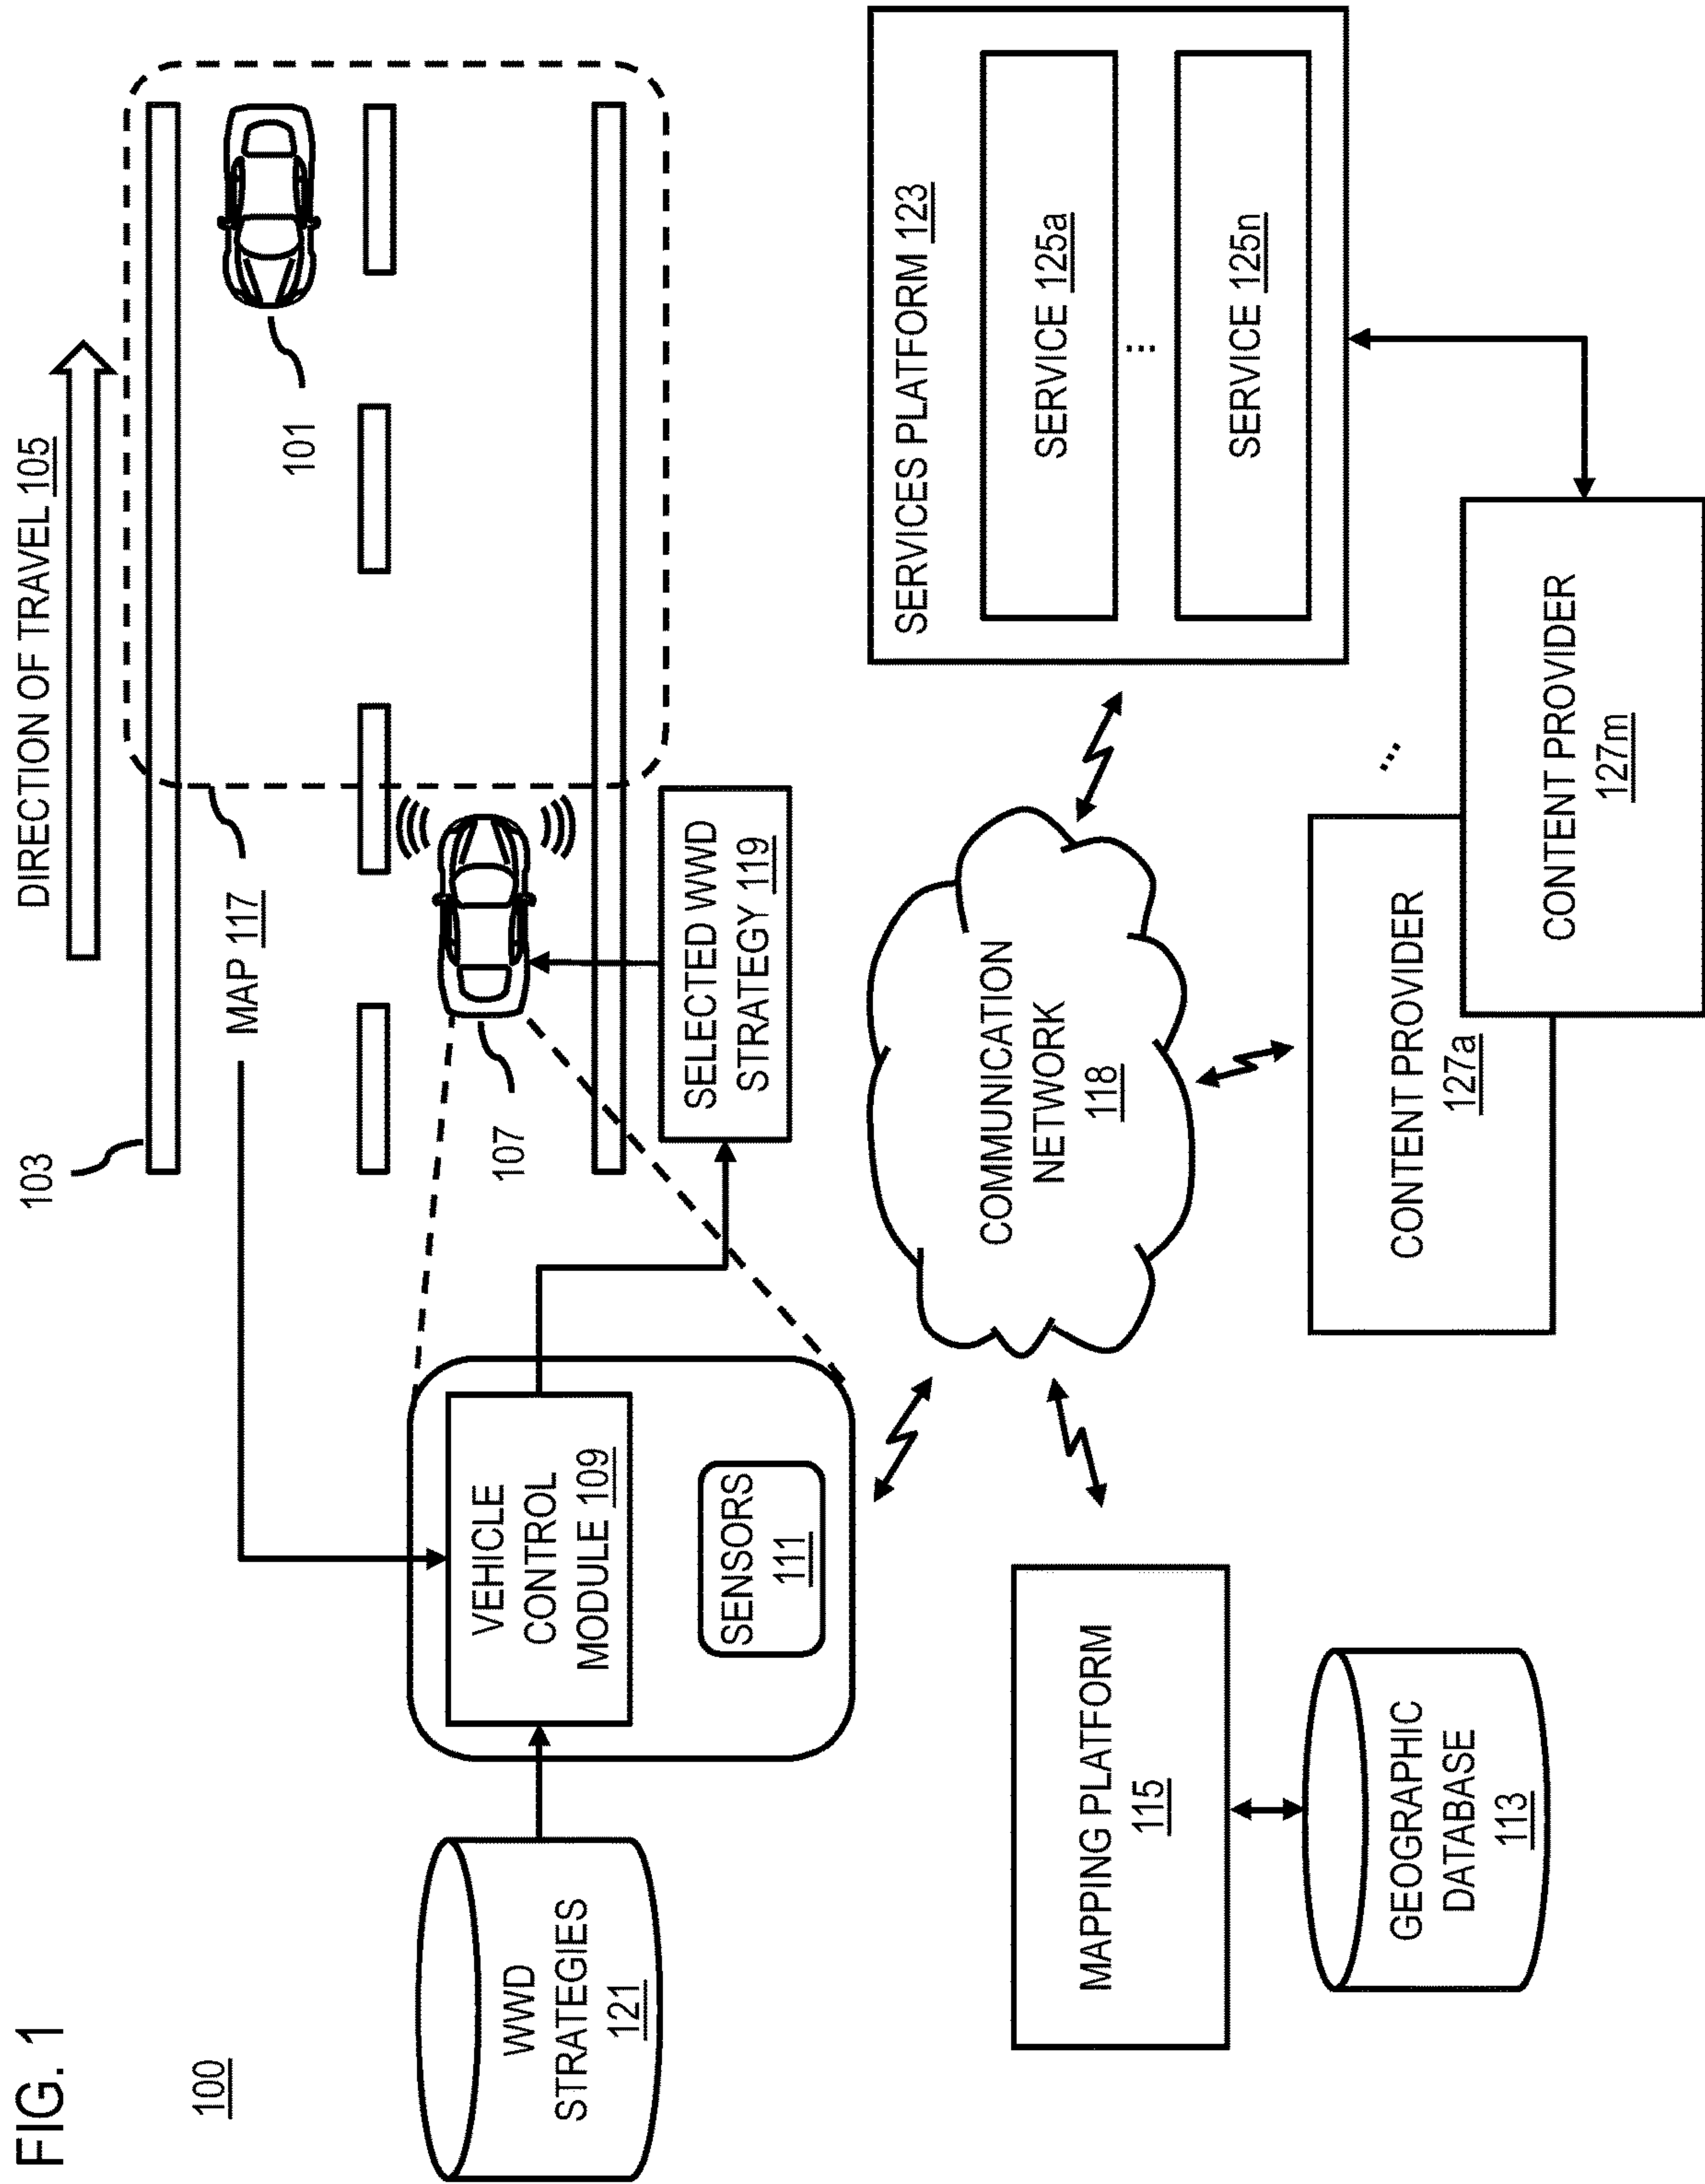 FIG. 1
100
103
DIRECTION OF TRAVEL 105
MAP 117
101
107
WWD
STRATEGIES
121
VEHICLE
CONTROL
MODULE 109
SENSORS
111
SELECTED WWD
STRATEGY 119
SERVICES PLATFORM 123
SERVICE 125a
...
SERVICE 125n
COMMUNICATION
NETWORK
118
MAPPING PLATFORM
115
GEOGRAPHIC
DATABASE
113
CONTENT PROVIDER
127a
...
CONTENT PROVIDER
127m